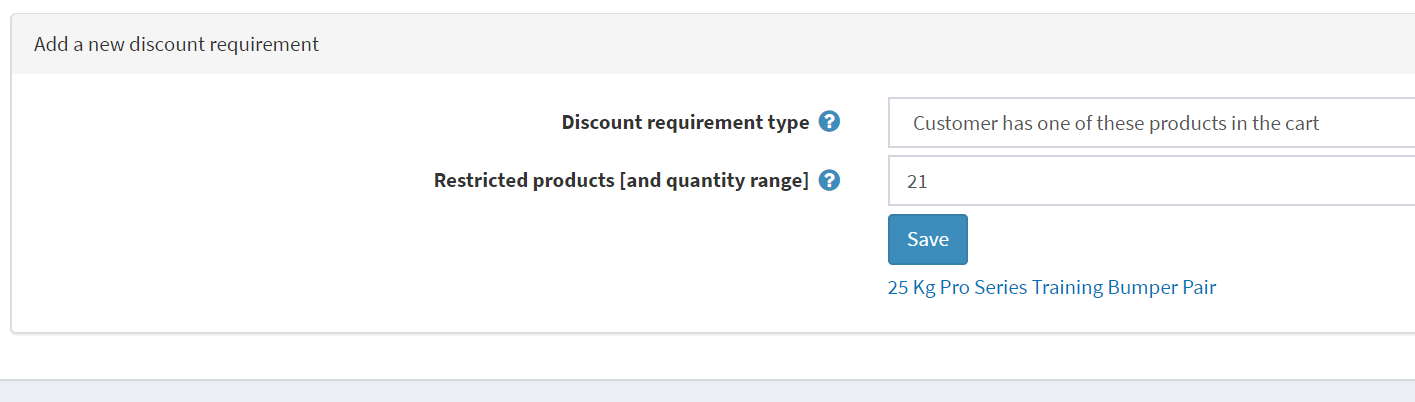 Add a new discount requirement
Discount requirement type ?
Customer has one of these products in the cart
Restricted products [and quantity range] ?
21
Save
25 Kg Pro Series Training Bumper Pair